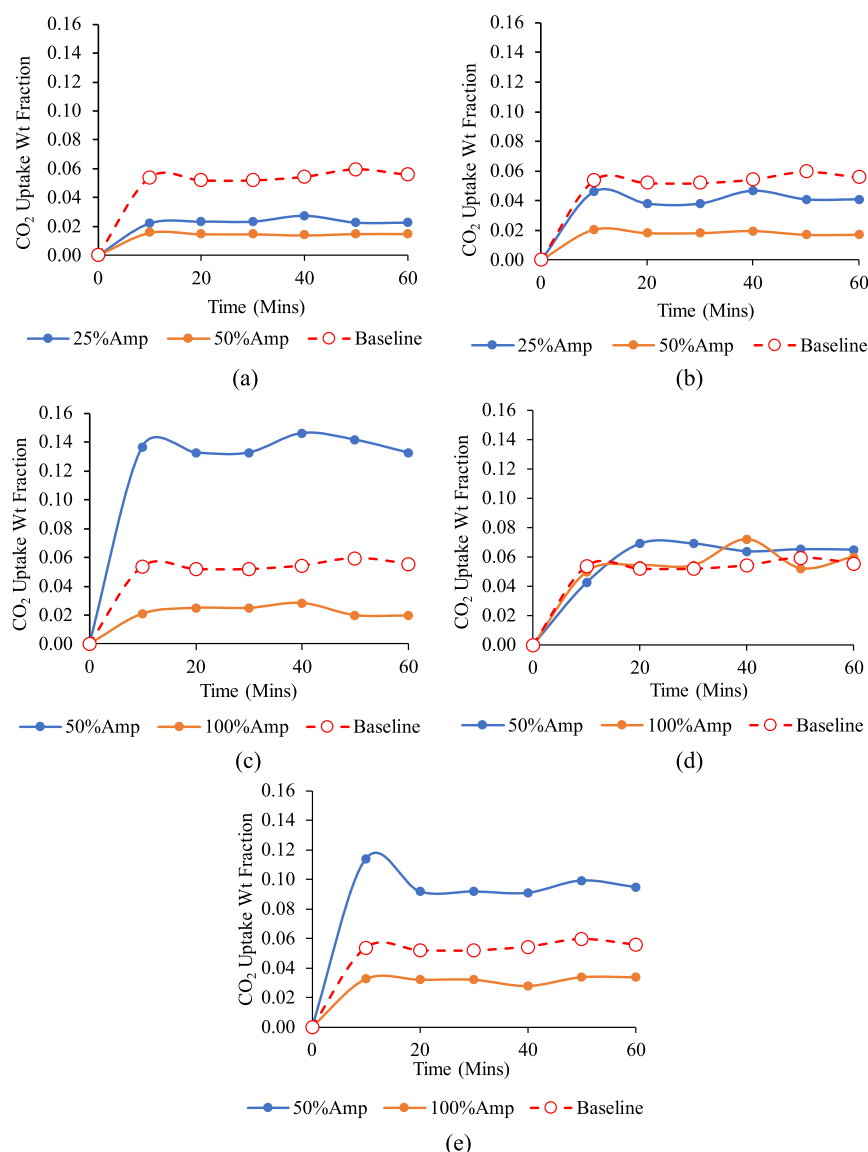 0.16
0.14
0.12
0.10
0.08
0.06
0.04
0.02
0.00
CO2 Uptake Wt Fraction
0 20 40 60
Time (Mins)
25%Amp 50%Amp Baseline
(a)
0.16
0.14
0.12
0.10
0.08
0.06
0.04
0.02
0.00
CO2 Uptake Wt Fraction
0 20 40 60
Time (Mins)
25%Amp 50%Amp Baseline
(b)
0.16
0.14
0.12
0.10
0.08
0.06
0.04
0.02
0.00
CO2 Uptake Wt Fraction
0 20 40 60
Time (Mins)
50%Amp 100%Amp Baseline
(c)
0.16
0.14
0.12
0.10
0.08
0.06
0.04
0.02
0.00
CO2 Uptake Wt Fraction
0 20 40 60
Time (Mins)
50%Amp 100%Amp Baseline
(d)
0.16
0.14
0.12
0.10
0.08
0.06
0.04
0.02
0.00
CO2 Uptake Wt Fraction
0 20 40 60
Time (Mins)
50%Amp 100%Amp Baseline
(e)